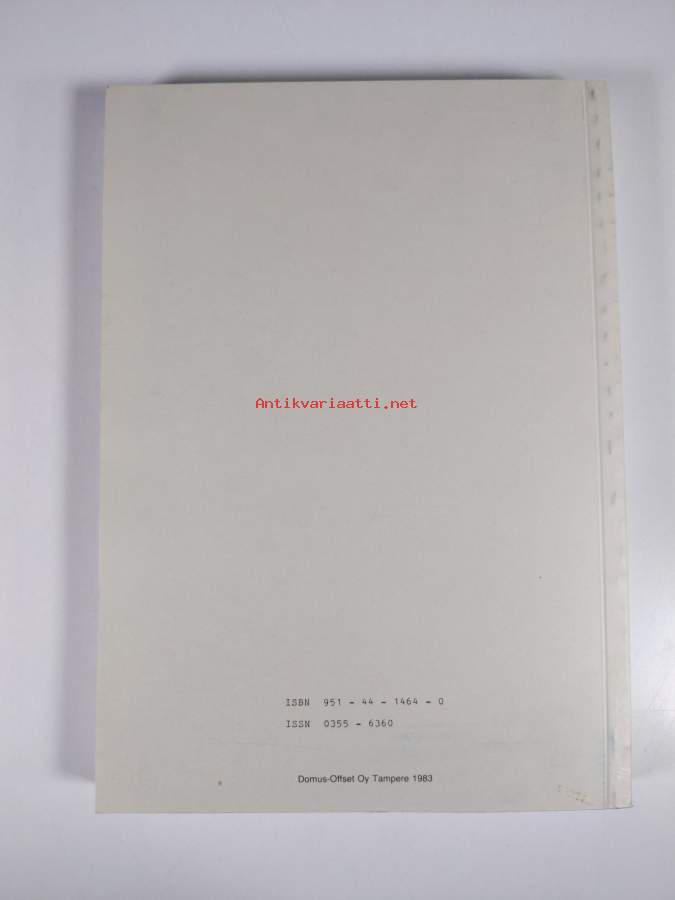 Antikvariaatti.net
ISBN 951 - 44 - 1464 - 0
ISSN 0355 - 6360
Domus-Offset Oy Tampere 1983